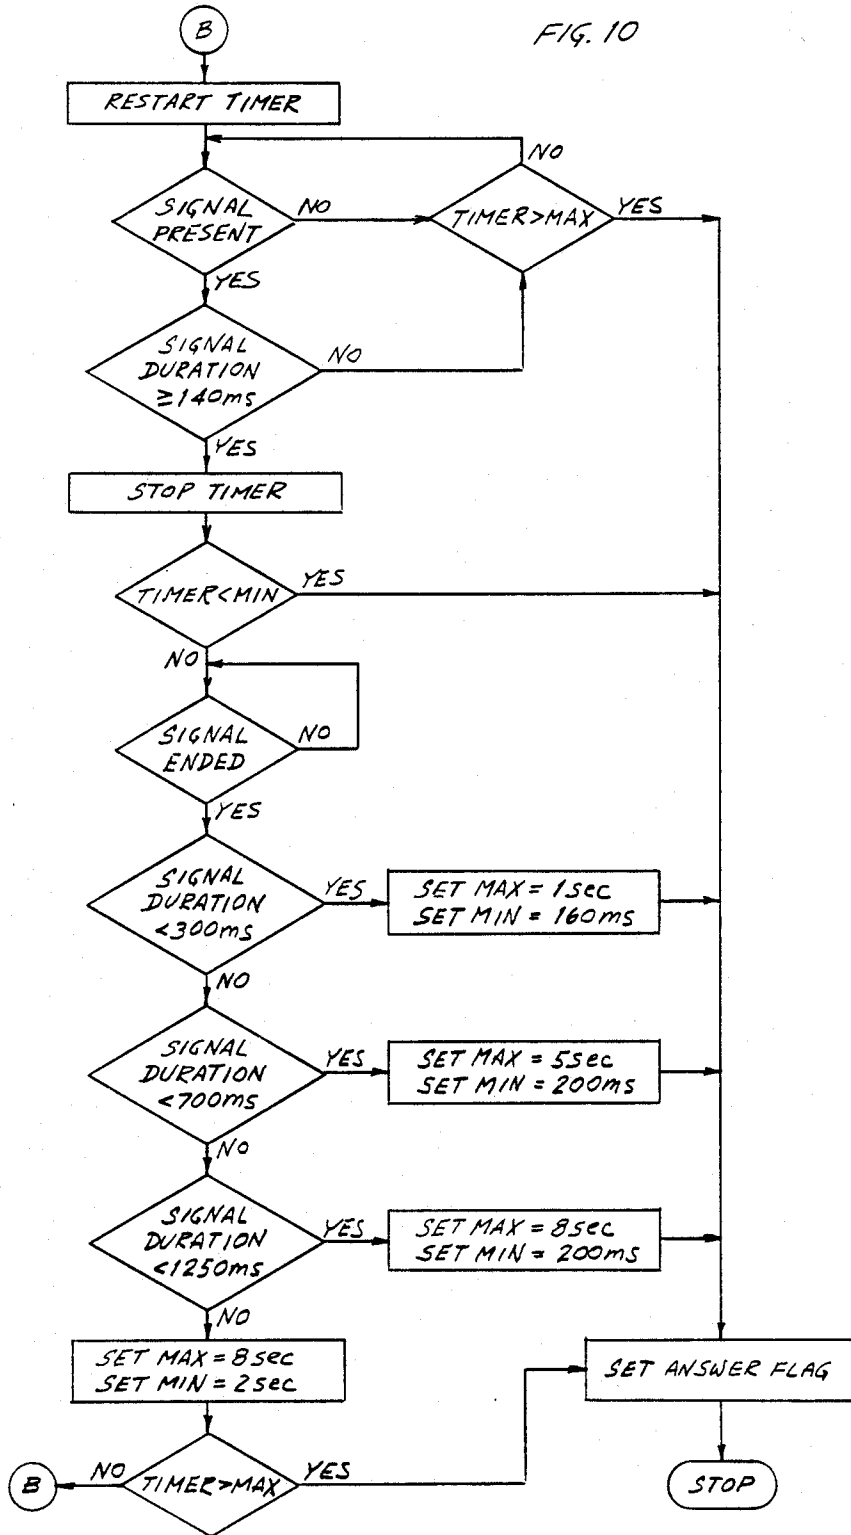 B
FIG. 10
RESTART TIMER
NO
SIGNAL
PRESENT
NO
TIMER>MAX
YES
YES
SIGNAL
DURATION
≥140ms
NO
YES
STOP TIMER
TIMER<MIN
YES
NO
SIGNAL
ENDED
NO
YES
SIGNAL
DURATION
<300ms
YES
SET MAX = 1sec
SET MIN = 160ms
NO
SIGNAL
DURATION
<700ms
YES
SET MAX = 5sec
SET MIN = 200ms
NO
SIGNAL
DURATION
<1250ms
YES
SET MAX = 8sec
SET MIN = 200ms
NO
SET MAX = 8sec
SET MIN = 2sec
SET ANSWER FLAG
B
NO
TIMER>MAX
YES
STOP